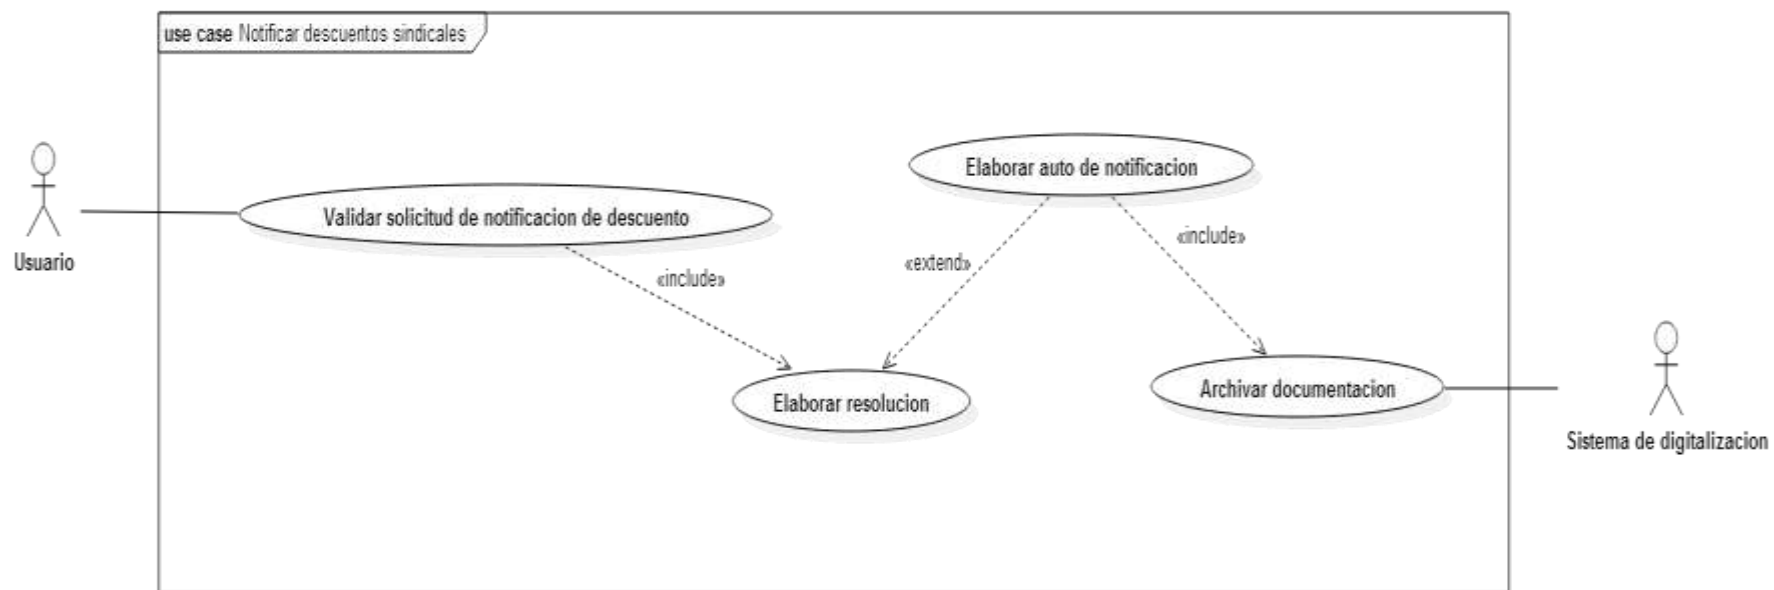 use case Notificar descuentos sindicales
Elaborar auto de notificacion
Validar solicitud de notificacion de descuento
«include»
Usuario
«extend»
«include»
Elaborar resolucion
Archivar documentacion
Sistema de digitalizacion